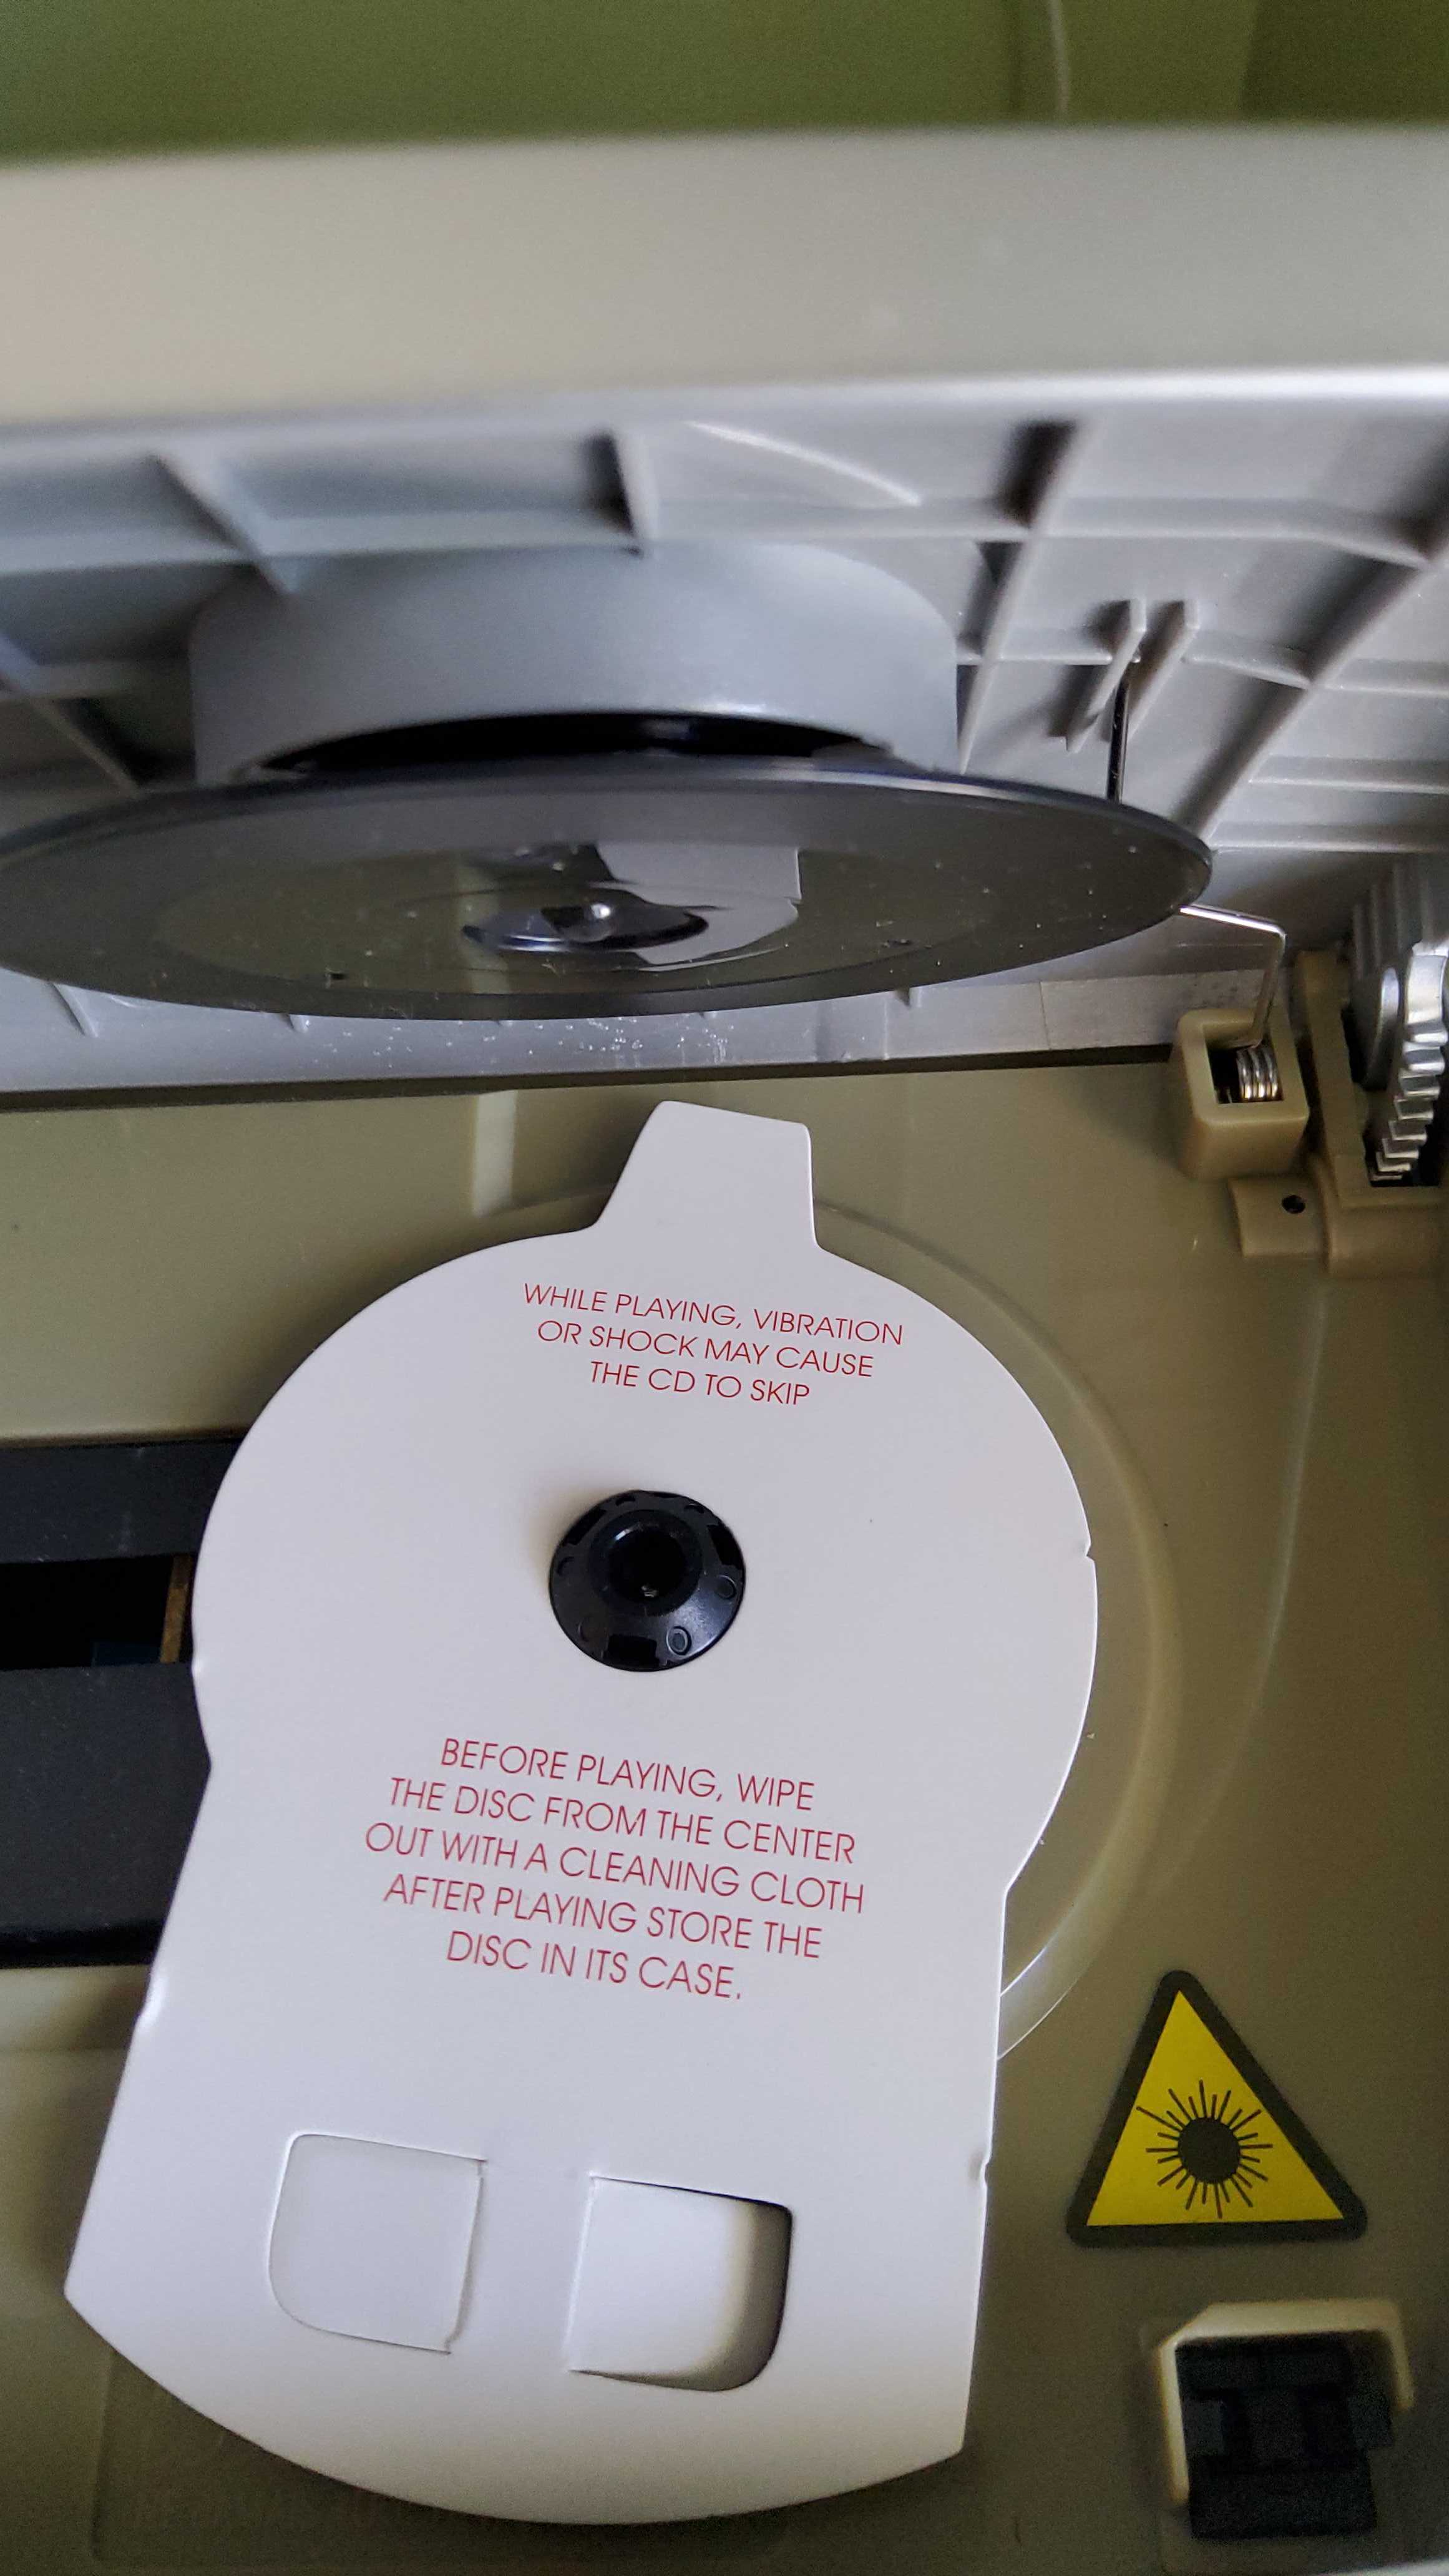 WHILE PLAYING, VIBRATION
OR SHOCK MAY CAUSE
THE CD TO SKIP
BEFORE PLAYING, WIPE
THE DISC FROM THE CENTER
OUT WITH A CLEANING CLOTH
AFTER PLAYING STORE THE
DISC IN ITS CASE.